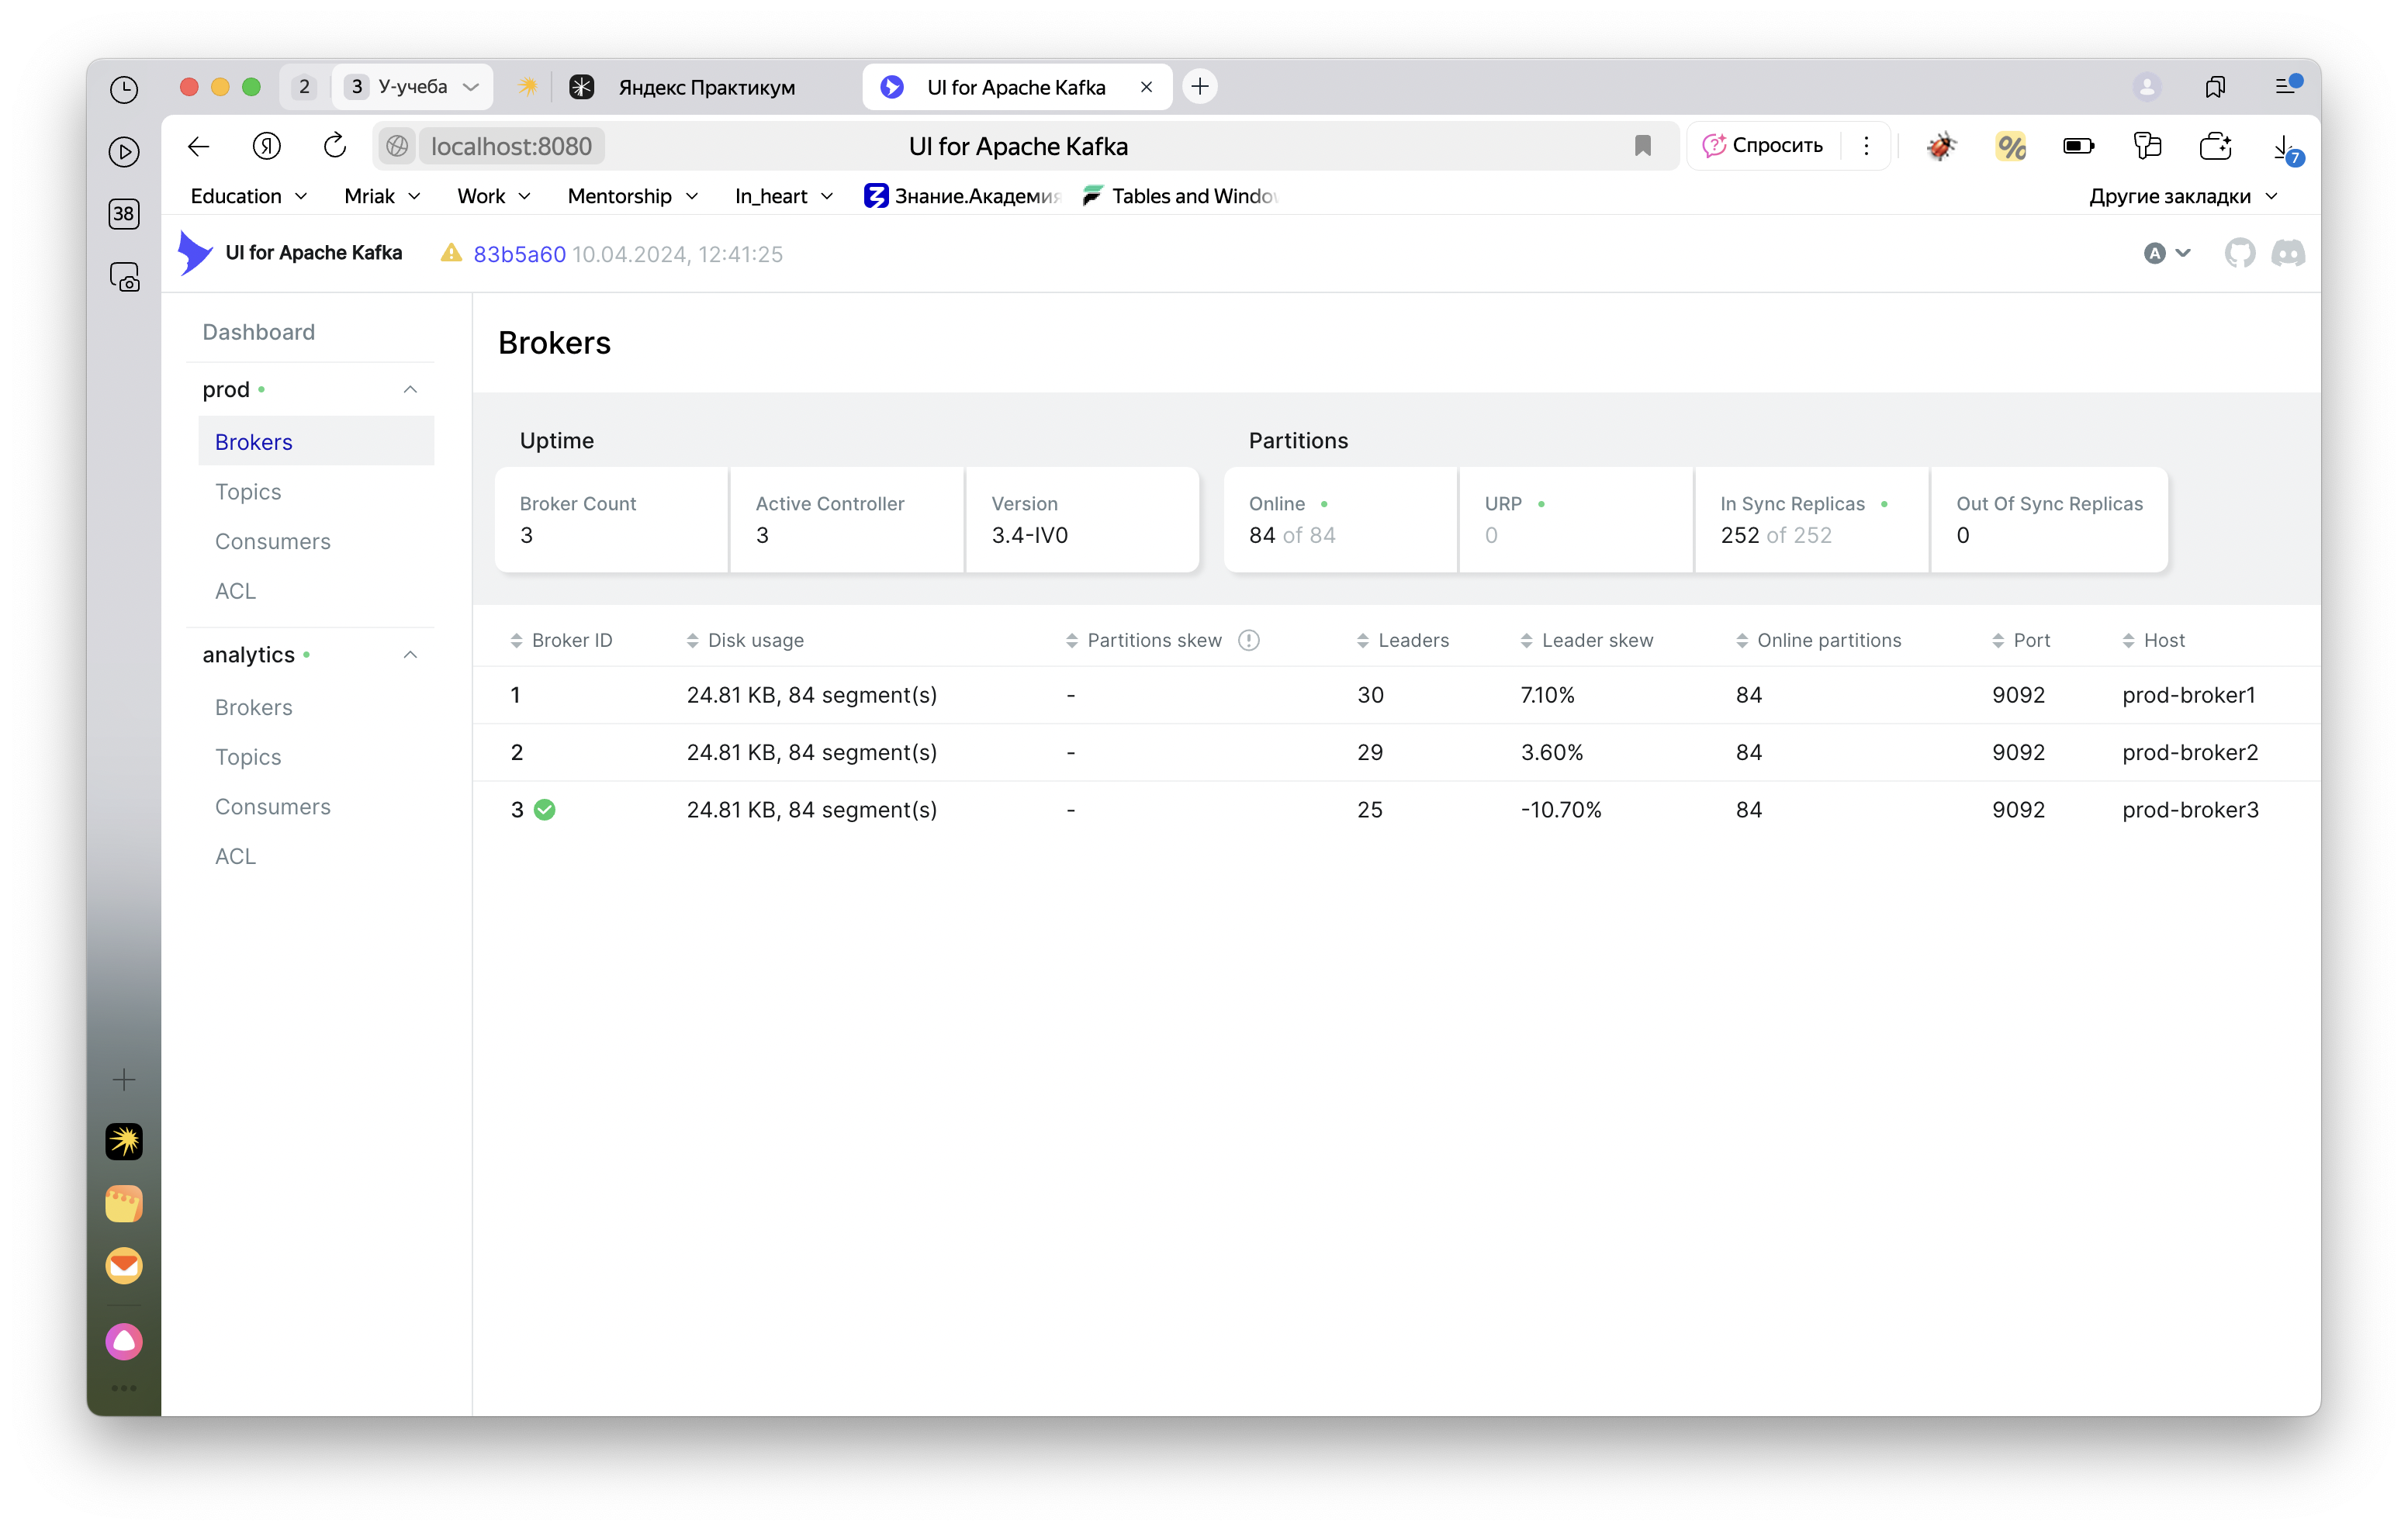 2 3 У-учеба Яндекс Практикум UI for Apache Kafka
localhost:8080 UI for Apache Kafka Спросить 7
38
Education Mriak Work Mentorship In_heart Знание.Академия Tables and Windo Другие закладки
UI for Apache Kafka 83b5a60 10.04.2024, 12:41:25 A
Dashboard
prod
Brokers
Topics
Consumers
ACL
analytics
Brokers
Topics
Consumers
ACL
Brokers
Uptime Partitions
Broker Count Active Controller Version Online URP In Sync Replicas Out Of Sync Replicas
3 3 3.4-IV0 84 of 84 0 252 of 252 0
Broker ID Disk usage Partitions skew Leaders Leader skew Online partitions Port Host
1 24.81 KB, 84 segment(s) - 30 7.10% 84 9092 prod-broker1
2 24.81 KB, 84 segment(s) - 29 3.60% 84 9092 prod-broker2
3 24.81 KB, 84 segment(s) - 25 -10.70% 84 9092 prod-broker3